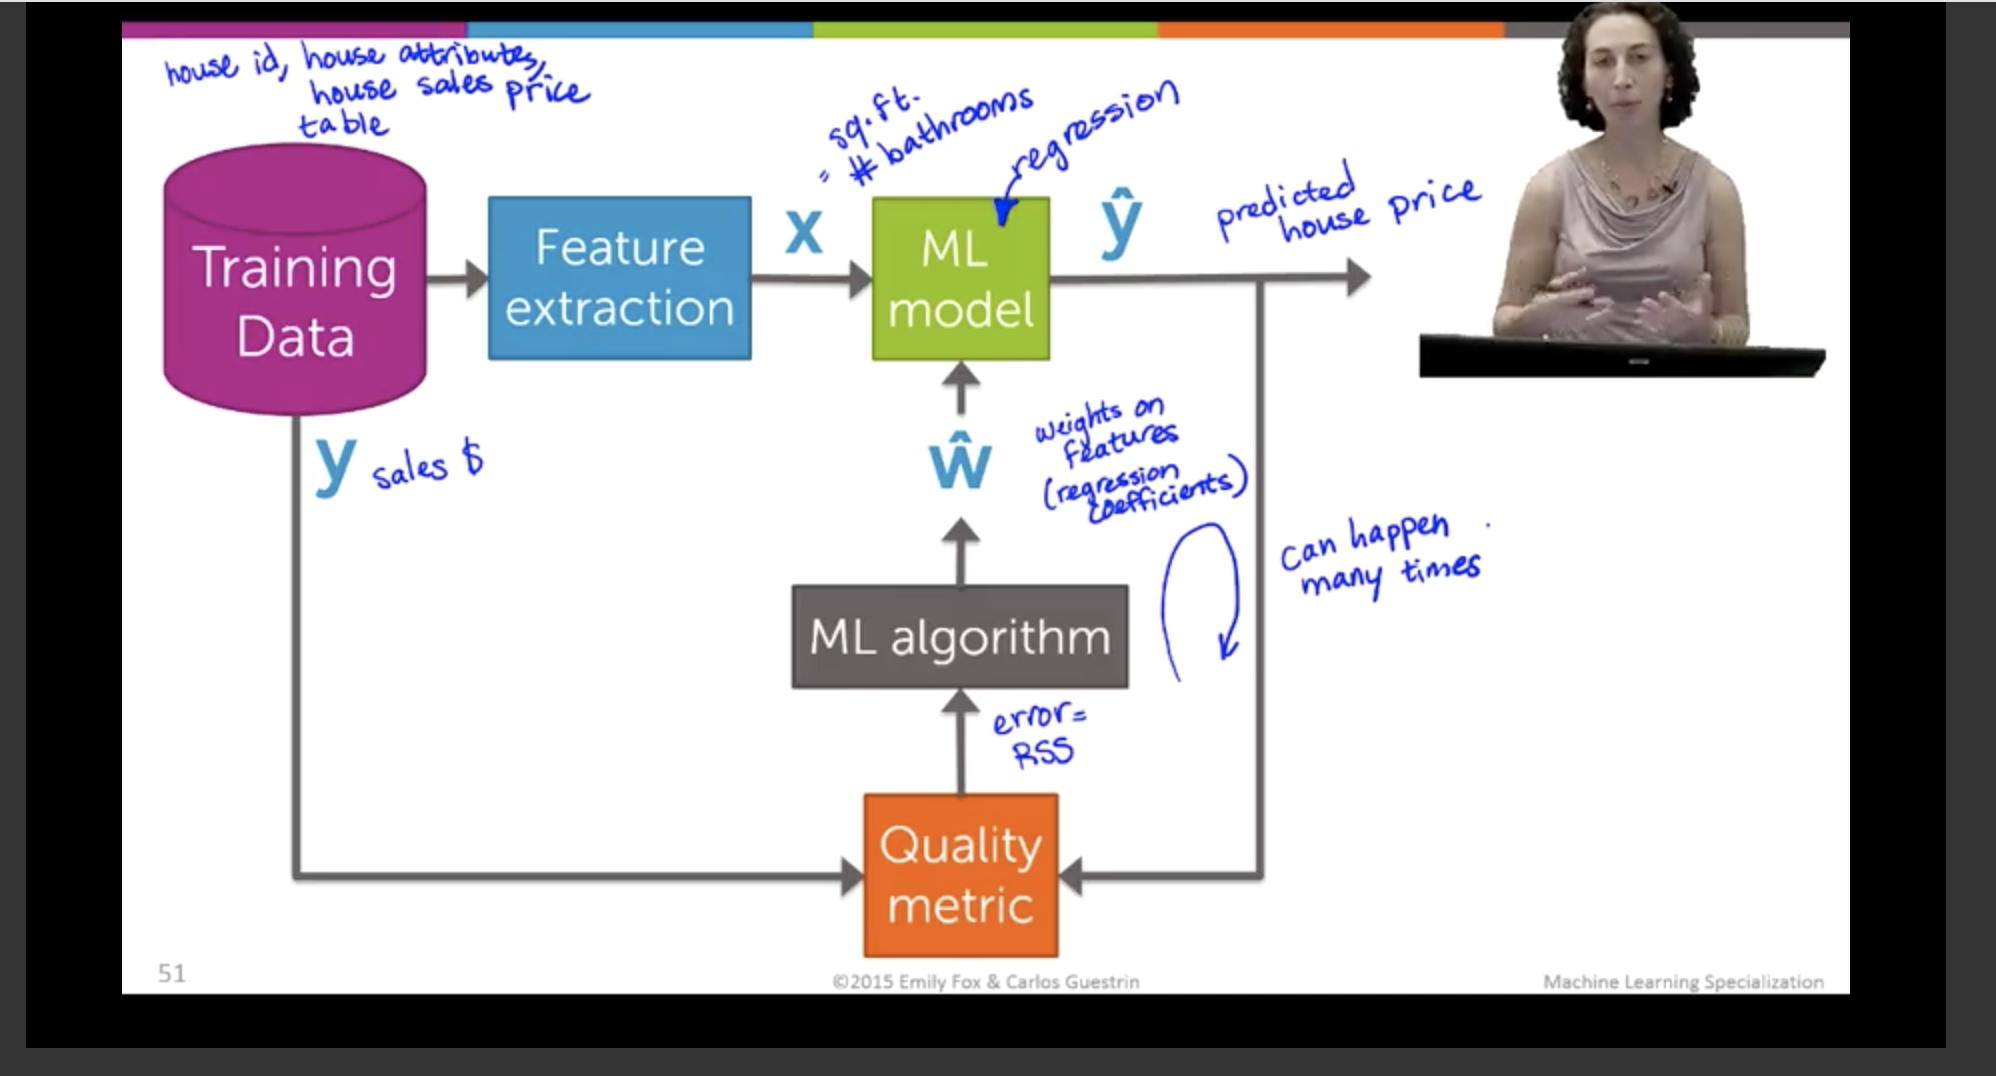 house id, house attributes,
house sales price
table
sq.ft.
= # bathrooms
regression
Training
Data
Feature
extraction
x
ML
model
ŷ
predicted
house price
y sales $
ŵ
weights on
features
(regression
coefficients)
can happen
many times
ML algorithm
error=
RSS
Quality
metric
51
©2015 Emily Fox & Carlos Guestrin
Machine Learning Specialization